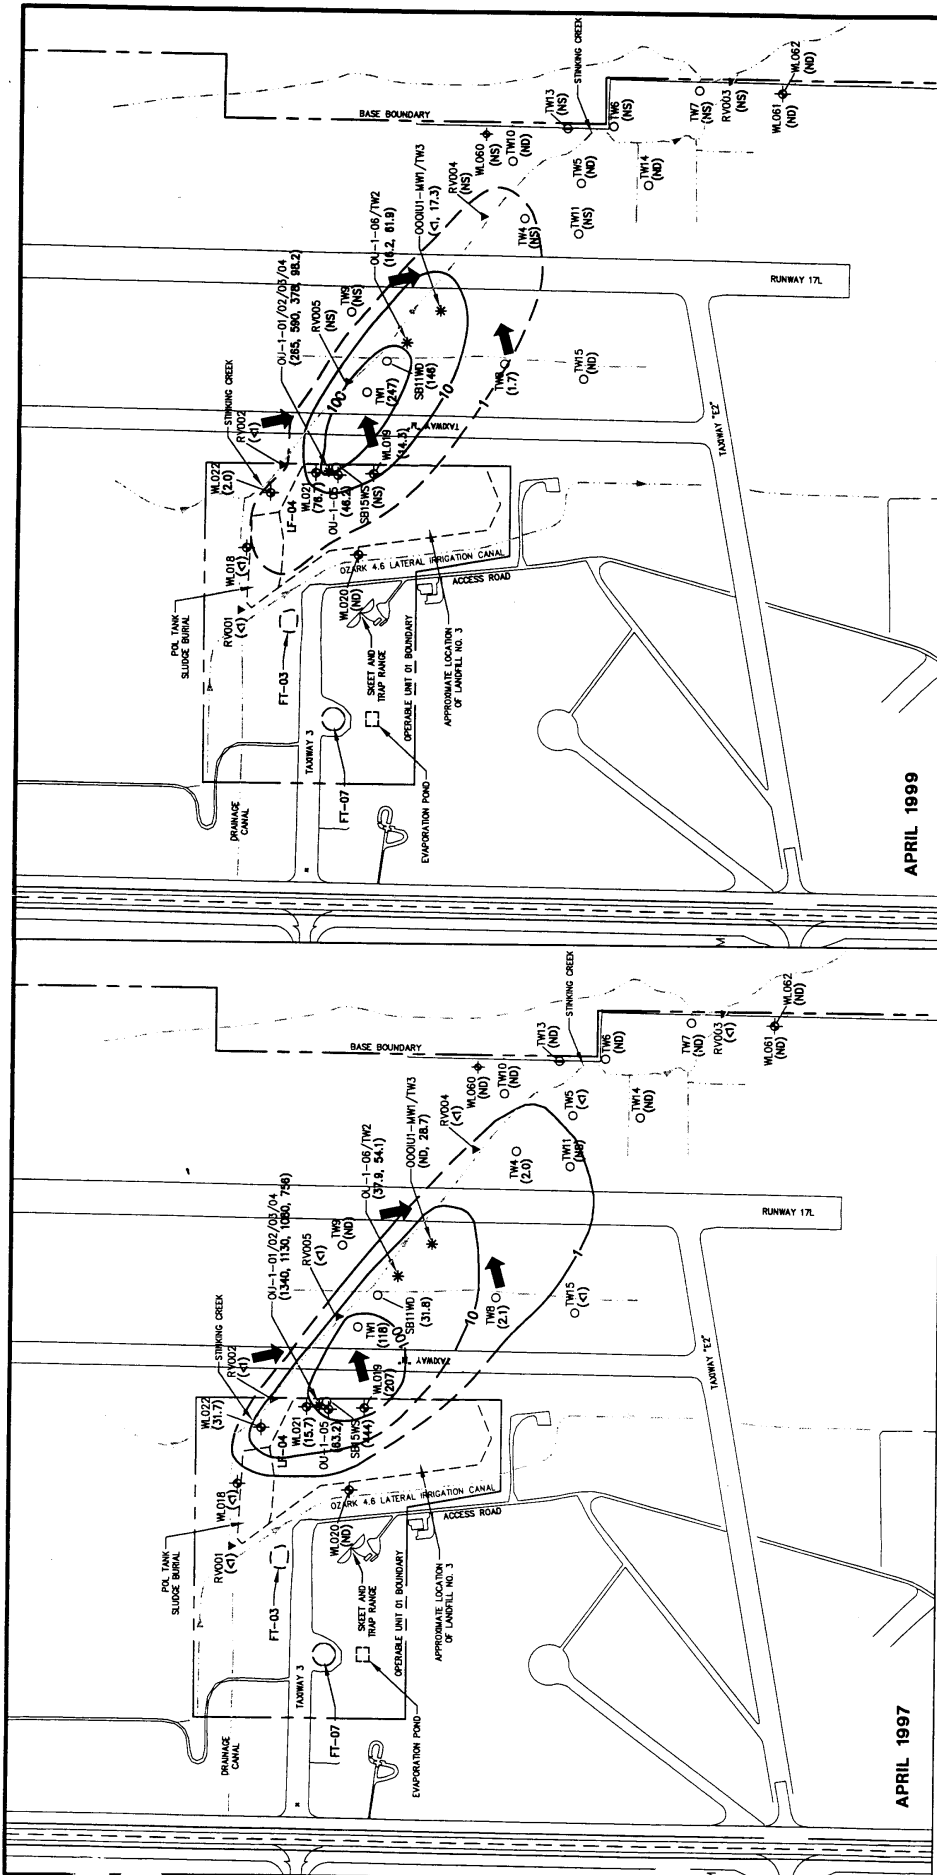 STINKING CREEK
BASE BOUNDARY
WL062
(ND)
WL061
(ND)
RV003
(NS)
TW7
(NS)
TW6
(NS)
TW13
(NS)
WL060
(NS)
TW10
(ND)
TW5
(ND)
TW14
(ND)
TW11
(NS)
RV004
(NS)
TW4
(NS)
000IU1-MW1/TW3
(<1, 17.3)
OU-1-06/TW2
(16.2, 61.9)
RUNWAY 17L
OU-1-01/02/03/04
(265, 590, 378, 98.2)
RV005
(NS)
TW9
(NS)
STINKING CREEK
RV002
(<1)
100
10
1
TW1
(247)
SB11WD
(146)
TW8
(1.7)
TW15
(ND)
TAXIWAY "M"
TAXIWAY "E2"
WL022
(2.0)
LF-04
WL021
(76.7)
OU-1-05
(46.2)
SB15WS
(NS)
WL019
(14.3)
WL018
(<1)
POL TANK
SLUDGE BURIAL
RV001
(<1)
WL020
(ND)
OZARK 4.6 LATERAL IRRIGATION CANAL
ACCESS ROAD
FT-03
SKEET AND
TRAP RANGE
OPERABLE UNIT 01 BOUNDARY
APPROXIMATE LOCATION
OF LANDFILL NO. 3
TAXIWAY 3
FT-07
EVAPORATION POND
DRAINAGE
CANAL
APRIL 1999
M
STINKING CREEK
BASE BOUNDARY
WL062
(ND)
WL061
(ND)
RV003
(<1)
TW7
(ND)
TW6
(ND)
TW13
(ND)
WL060
(ND)
TW10
(ND)
TW5
(<1)
TW14
(ND)
TW11
RV004
(<1)
TW4
(2.0)
000IU1-MW1/TW3
(ND, 28.7)
OU-1-06/TW2
(37.9, 54.1)
RUNWAY 17L
OU-1-01/02/03/04
(1340, 1130, 1080, 756)
RV005
(<1)
TW9
(ND)
STINKING CREEK
RV002
(<1)
100
10
1
TW1
(118)
SB11WD
(31.8)
TW8
(2.1)
TW15
(<1)
TAXIWAY "M"
TAXIWAY "E2"
WL022
(31.7)
LF-04
WL021
(15.7)
OU-1-05
(63.2)
SB15WS
(444)
WL019
(207)
WL018
(<1)
POL TANK
SLUDGE BURIAL
RV001
(<1)
WL020
(ND)
OZARK 4.6 LATERAL IRRIGATION CANAL
ACCESS ROAD
FT-03
SKEET AND
TRAP RANGE
OPERABLE UNIT 01 BOUNDARY
APPROXIMATE LOCATION
OF LANDFILL NO. 3
TAXIWAY 3
FT-07
EVAPORATION POND
DRAINAGE
CANAL
APRIL 1997
M